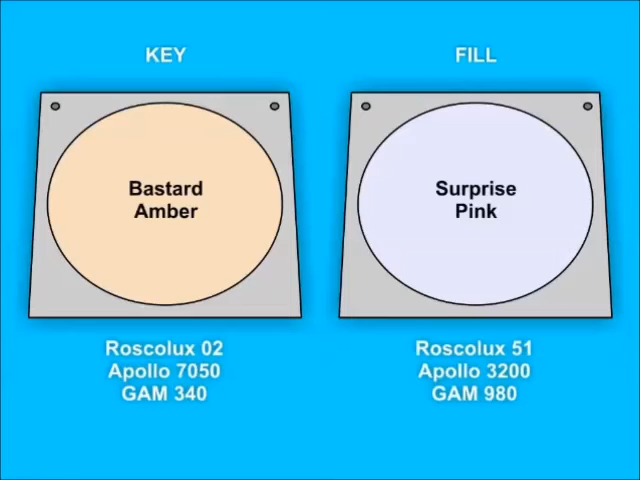 KEY
FILL
Bastard
Amber
Surprise
Pink
Roscolux 02
Apollo 7050
GAM 340
Roscolux 51
Apollo 3200
GAM 980